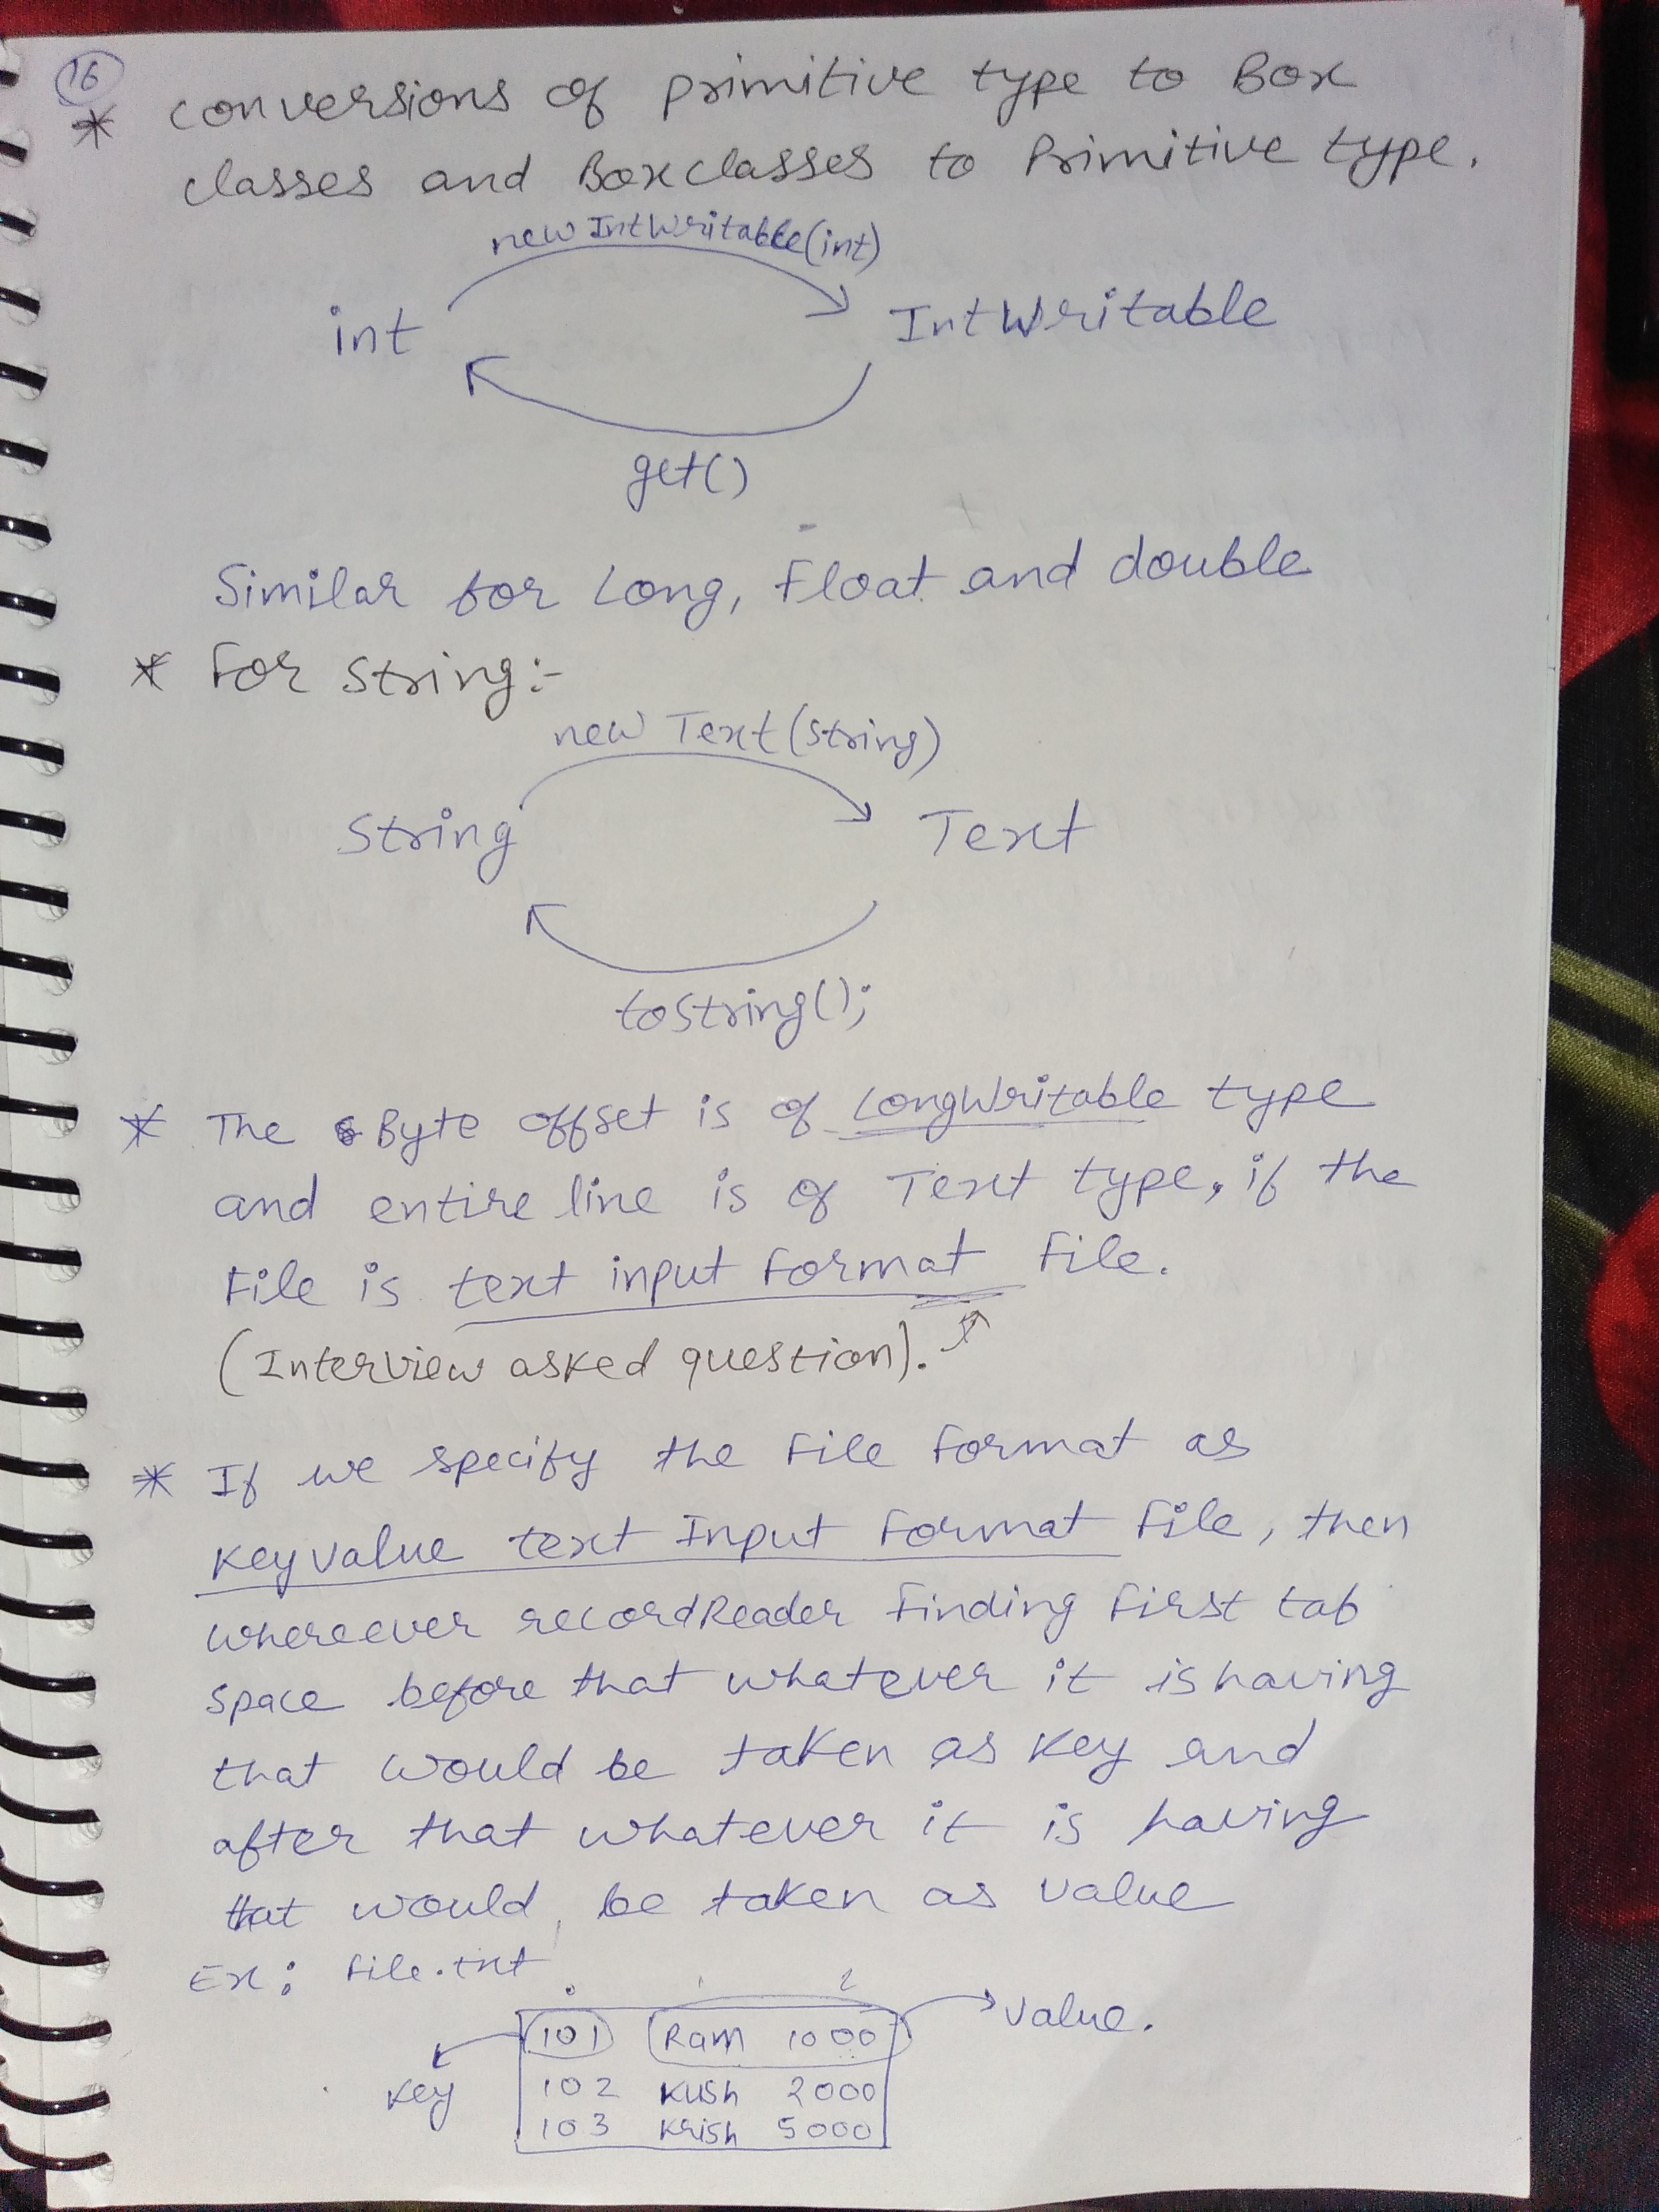 16
* conversions of primitive type to Box
classes and Boxclasses to Primitive type.
new IntWritable(int)
int IntWritable
get()
Similar for Long, Float and double
* For String:-
new Text(String)
String Text
toString();
* The Byte offset is of LongWritable type
and entire line is of Text type, if the
File is text input Format File.
(Interview asked question).
* If we specify the File Format as
keyvalue text Input Format File, then
whereever recordReader Finding First tab
space before that whatever it is having
that would be taken as key and
after that whatever it is having
that would be taken as value
Ex: File.txt
0 1 2
101 Ram 1000 value.
key 102 Kush 2000
103 Krish 5000